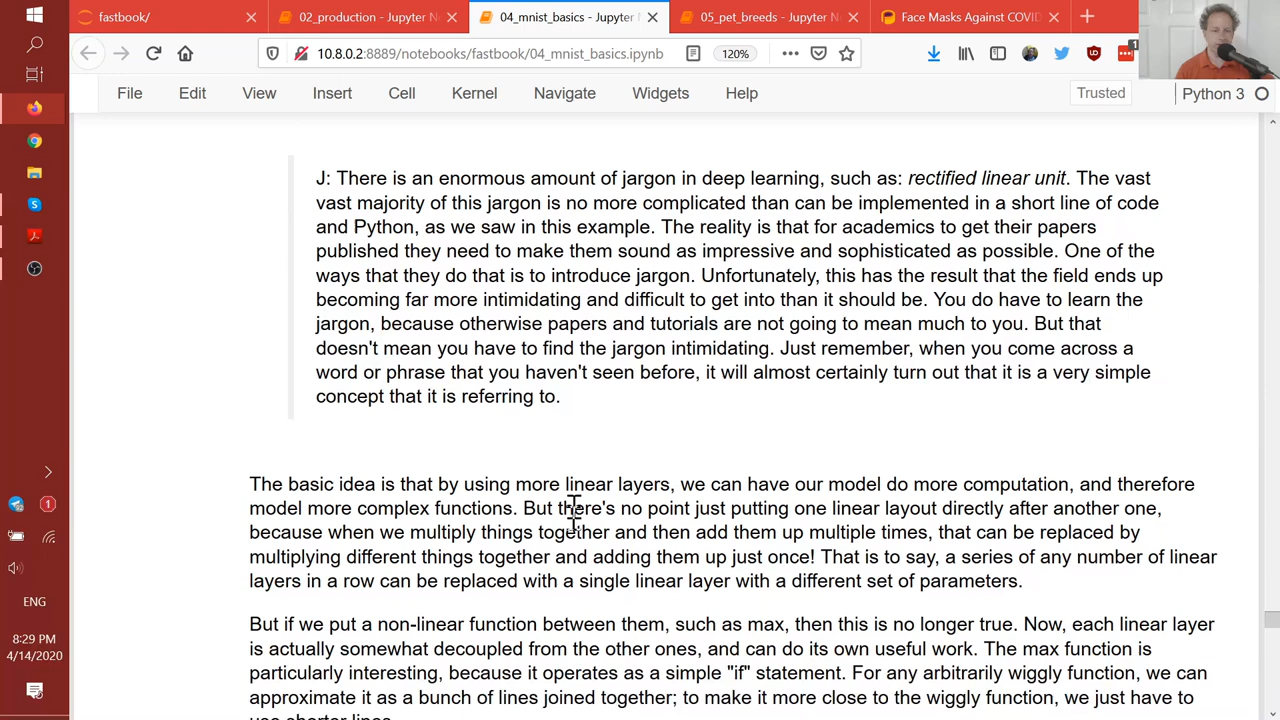 fastbook/
02_production - Jupyter N
04_mnist_basics - Jupyter
05_pet_breeds - Jupyter N
Face Masks Against COVID
10.8.0.2:8889/notebooks/fastbook/04_mnist_basics.ipynb
120%
1
File Edit View Insert Cell Kernel Navigate Widgets Help
Trusted
Python 3
J: There is an enormous amount of jargon in deep learning, such as: rectified linear unit. The vast
vast majority of this jargon is no more complicated than can be implemented in a short line of code
and Python, as we saw in this example. The reality is that for academics to get their papers
published they need to make them sound as impressive and sophisticated as possible. One of the
ways that they do that is to introduce jargon. Unfortunately, this has the result that the field ends up
becoming far more intimidating and difficult to get into than it should be. You do have to learn the
jargon, because otherwise papers and tutorials are not going to mean much to you. But that
doesn't mean you have to find the jargon intimidating. Just remember, when you come across a
word or phrase that you haven't seen before, it will almost certainly turn out that it is a very simple
concept that it is referring to.
The basic idea is that by using more linear layers, we can have our model do more computation, and therefore
model more complex functions. But there's no point just putting one linear layout directly after another one,
because when we multiply things together and then add them up multiple times, that can be replaced by
multiplying different things together and adding them up just once! That is to say, a series of any number of linear
layers in a row can be replaced with a single linear layer with a different set of parameters.
But if we put a non-linear function between them, such as max, then this is no longer true. Now, each linear layer
is actually somewhat decoupled from the other ones, and can do its own useful work. The max function is
particularly interesting, because it operates as a simple "if" statement. For any arbitrarily wiggly function, we can
approximate it as a bunch of lines joined together; to make it more close to the wiggly function, we just have to
use shorter lines.
1
ENG
8:29 PM
4/14/2020